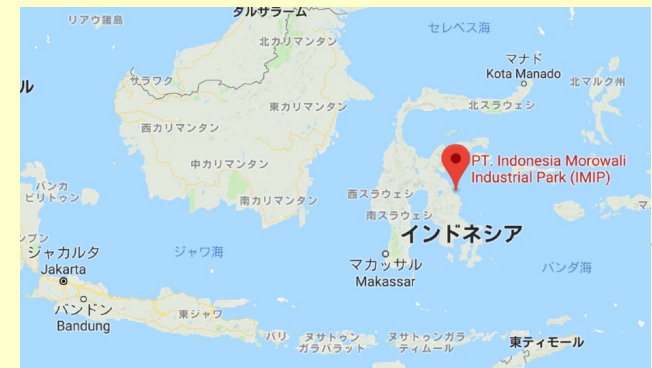 リアウ諸島
ダルサラーム
セレベス海
北カリマンタン
マナド
Kota Manado
北マルク州
サラワク
ル
東カリマンタン
北スラウェシ
西カリマンタン
中カリマンタン
PT. Indonesia Morowali
Industrial Park (IMIP)
バンカ
ビリトゥン
南カリマンタン
西スラウェシ
南スラウェシ
インドネシア
ンプン
ジャカルタ
Jakarta
ジャワ海
マカッサル
Makassar
バンダ海
バンドン
Bandung
東ジャワ
バリ
ヌサトゥン
ガラバラット
ヌサトゥンガラ
ティムール
東ティモール